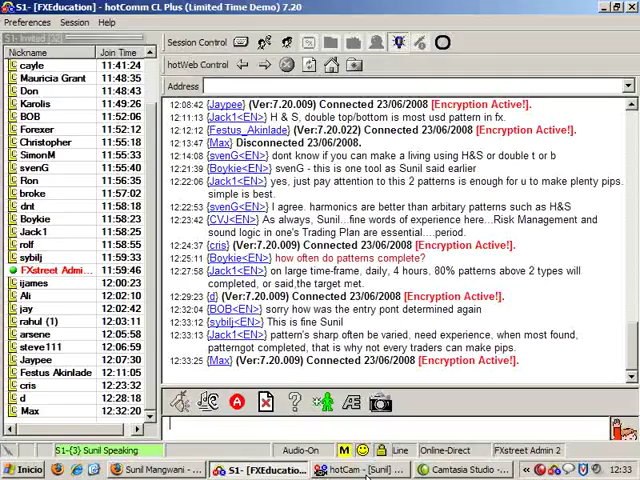 S1- [FXEducation] : hotComm CL Plus (Limited Time Demo) 7.20
Preferences Session Help
S1- Invited (32)
Nickname Join Time
cayle 11:41:24
Mauricia Grant 11:48:35
Don 11:48:43
Karolis 11:49:26
BOB 11:52:06
Forexer 11:52:10
Christopher 11:52:18
SimonM 11:55:33
svenG 11:55:40
Ron 11:56:35
broke 11:57:02
dnt 11:58:18
Boykie 11:58:22
Jack1 11:58:23
rolf 11:58:55
sybilj 11:59:13
FXstreet Admi... 11:59:46
ijames 12:00:23
Ali 12:02:10
jay 12:02:42
rahul (1) 12:03:39
arsene 12:03:58
steve111 12:09:00
Jaypee 12:07:21
Festus Akinlade 12:11:05
cris 12:23:32
d 12:28:18
Max 12:32:20
Session Control
hotWeb Control
Address
12:08:42 {Jaypee} (Ver:7.20.009) Connected 23/06/2008 [Encryption Active!].
12:11:13 {Jack1<EN>} H & S, double top/bottom is most usd pattern in fx.
12:12:12 {Festus_Akinlade} (Ver:7.20.022) Connected 23/06/2008 [Encryption Active!].
12:13:47 {Max} Disconnected 23/06/2008.
12:14:08 {svenG<EN>} dont know if you can make a living using H&S or double t or b
12:21:39 {Boykie<EN>} svenG - this is one tool as Sunil said earlier
12:22:06 {Jack1<EN>} yes, just pay attention to this 2 patterns is enough for u to make plenty pips.
simple is best.
12:22:53 {svenG<EN>} I agree. harmonics are better than arbitary patterns such as H&S
12:23:42 {CVJ<EN>} As always, Sunil...fine words of experience here...Risk Management and
sound logic in one's Trading Plan are essential.....period.
12:24:37 {cris} (Ver:7.20.009) Connected 23/06/2008 [Encryption Active!].
12:25:11 {Boykie<EN>} how often do patterns complete?
12:27:58 {Jack1<EN>} on large time-frame, daily, 4 hours, 80% patterns above 2 types will
completed, or said,the target met.
12:29:23 {d} (Ver:7.20.009) Connected 23/06/2008 [Encryption Active!].
12:32:04 {BOB<EN>} sorry how was the entry pont determined again
12:33:12 {sybilj<EN>} This is fine Sunil
12:33:13 {Jack1<EN>} pattern's sharp often be varied, need experience, when most found,
patterngot completed, that is why not every traders can make pips.
12:33:25 {Max} (Ver:7.20.009) Connected 23/06/2008 [Encryption Active!].
S1-{3} Sunil Speaking Audio-On M Line Online-Direct FXstreet Admin 2
Inicio Sunil Mangwani - ... S1- [FXEducatio... hotCam - [Sunil] ... Camtasia Studio -... 12:33